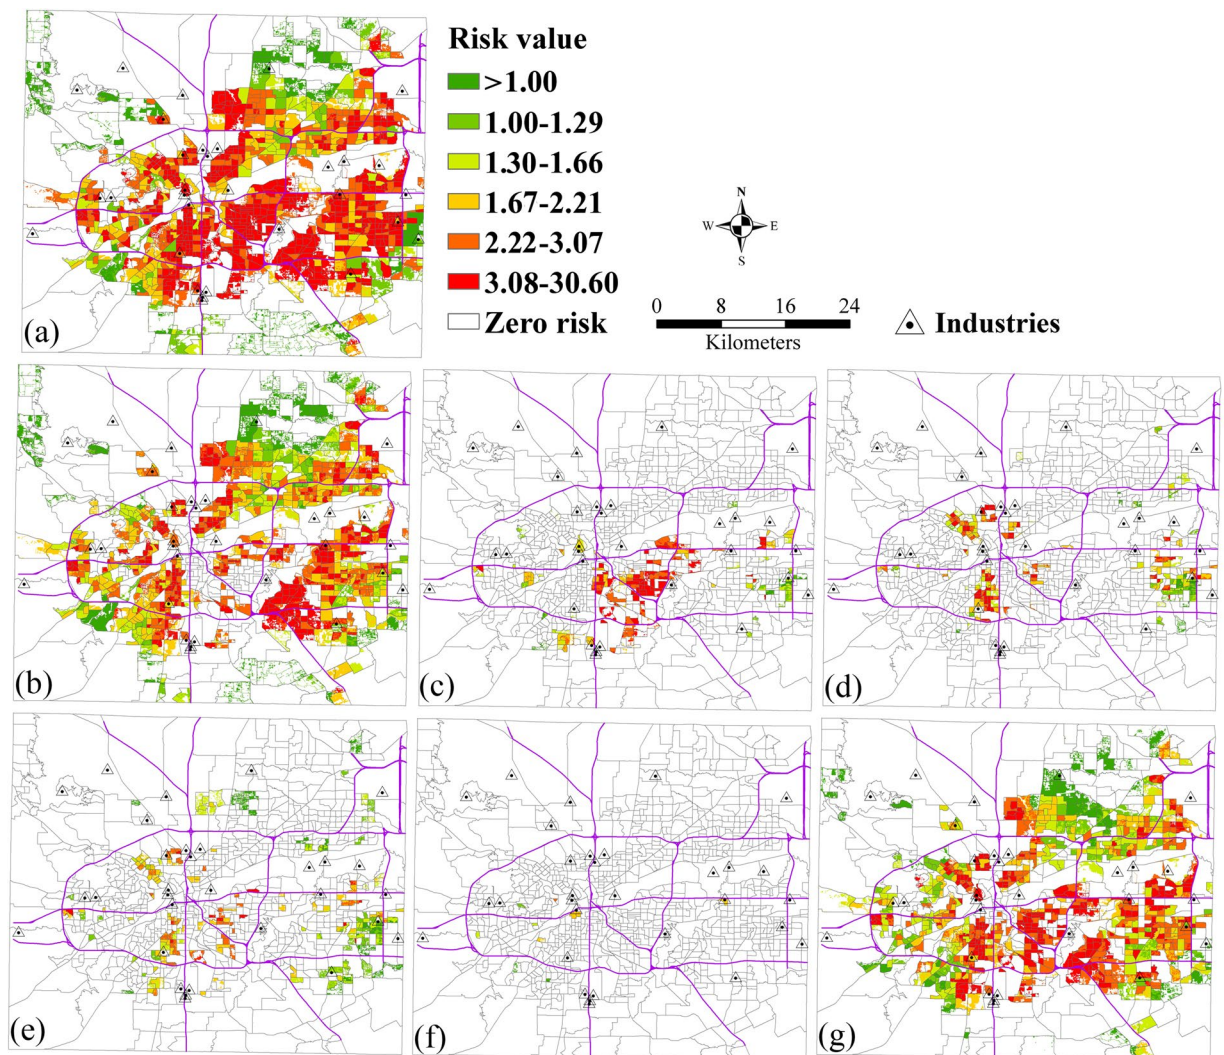 Risk value
>1.00
1.00-1.29
1.30-1.66
1.67-2.21
2.22-3.07
3.08-30.60
Zero risk
N
W E
S
0 8 16 24
Kilometers
Industries
(a)
(b)
(c)
(d)
(e)
(f)
(g)